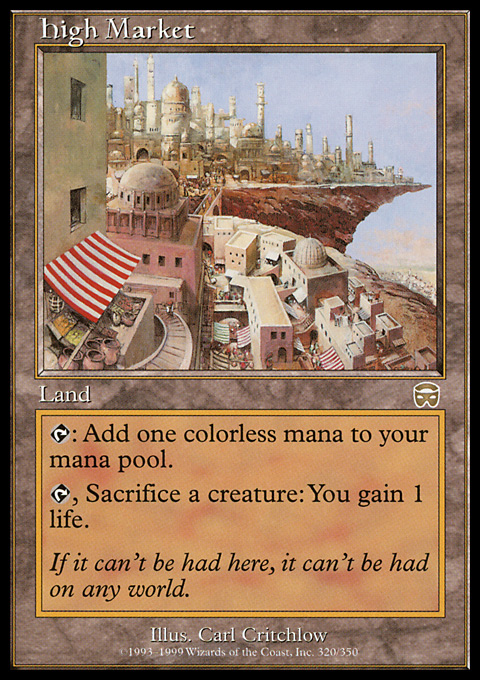 High Market
Land
: Add one colorless mana to your
mana pool.
, Sacrifice a creature: You gain 1
life.
If it can't be had here, it can't be had
on any world.
Illus. Carl Critchlow
©1993-1999 Wizards of the Coast, Inc. 320/350